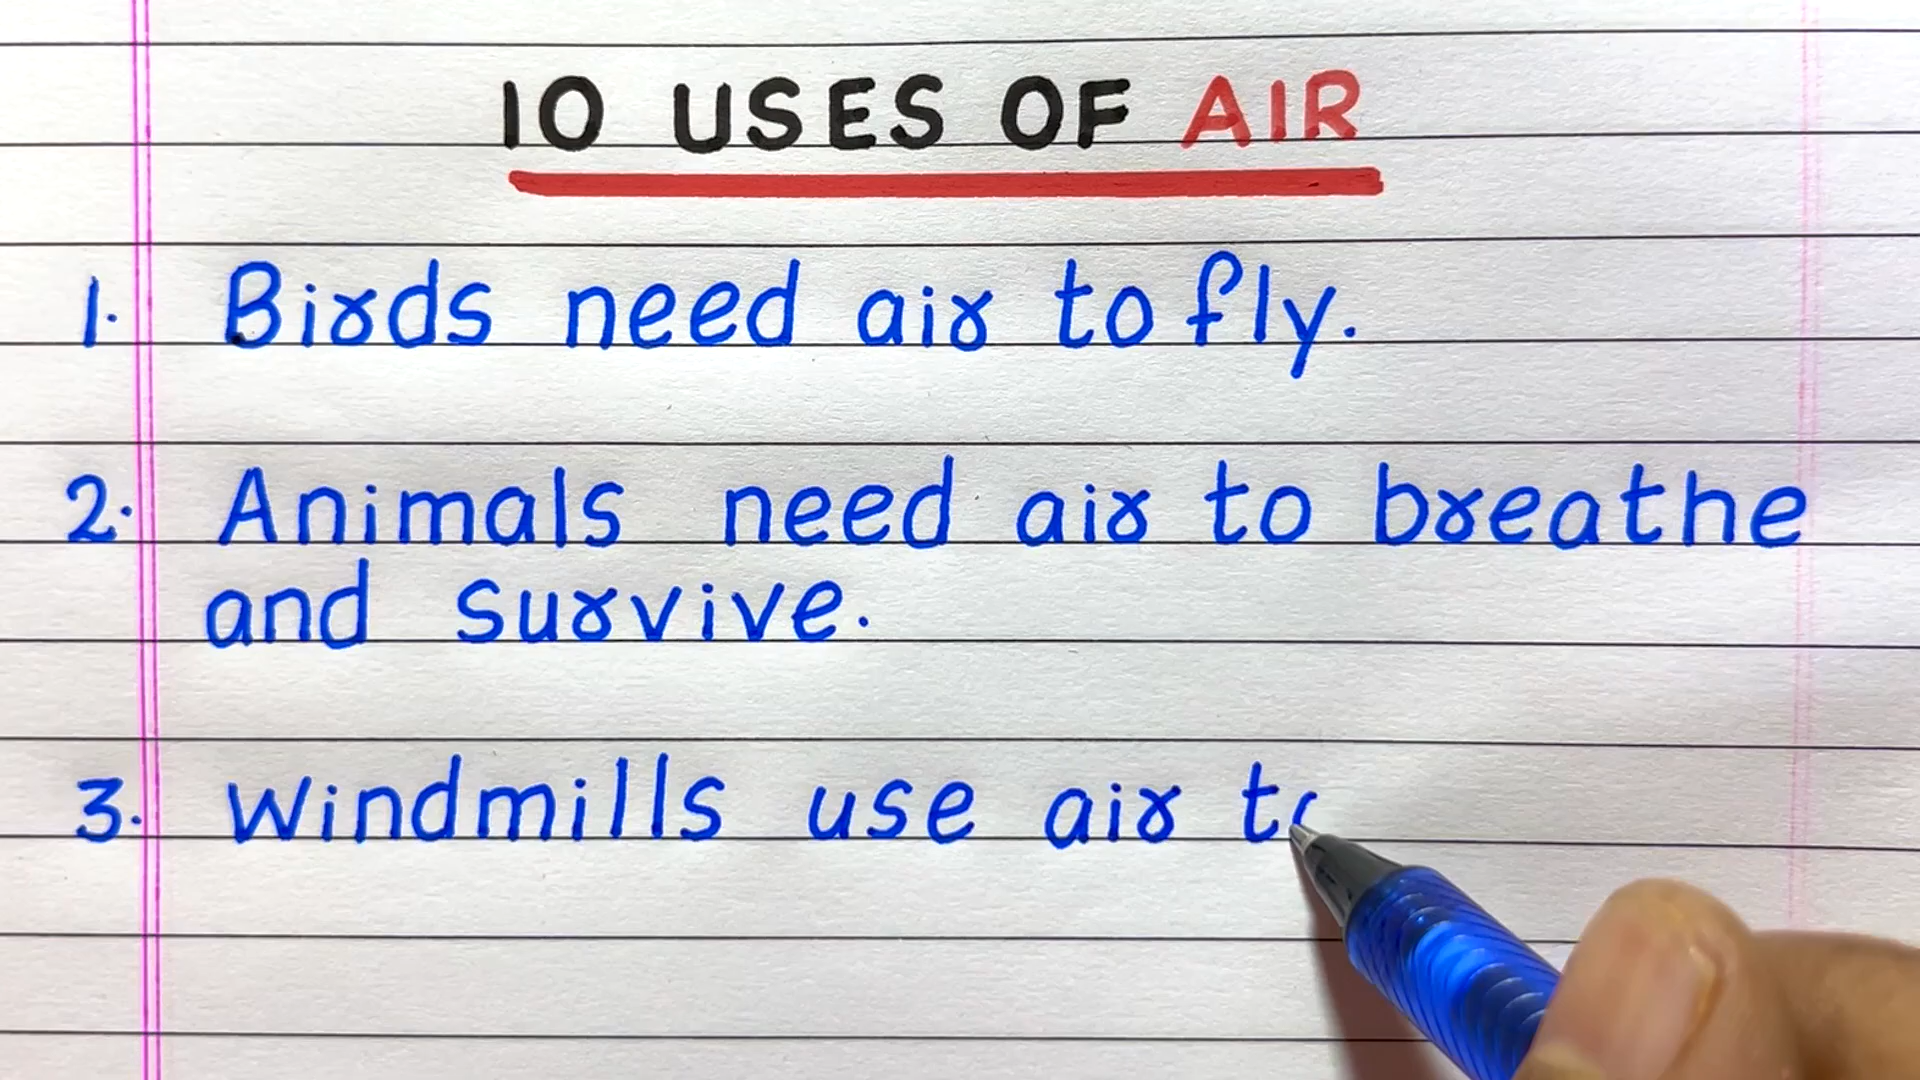 10 USES OF AIR
1. Birds need air to fly.
2. Animals need air to breathe
and survive.
3. Windmills use air to